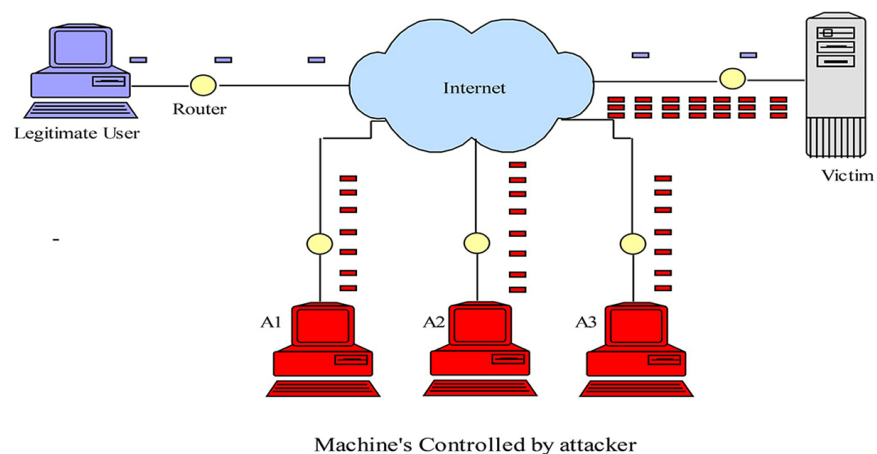 Internet
Router
Legitimate User
Victim
A1
A2
A3
-
Machine's Controlled by attacker